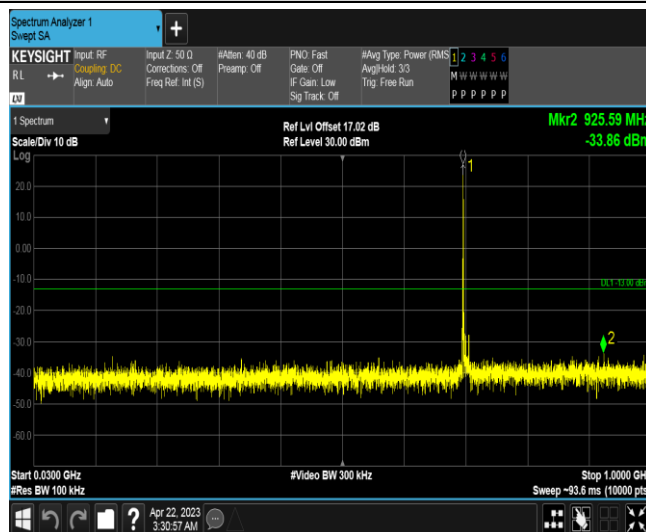 Spectrum Analyzer 1
Swept SA
+
KEYSIGHT
RL
LXI
Input: RF
Coupling: DC
Align: Auto
Input Z: 50 Ω
Corrections: Off
Freq Ref: Int (S)
#Atten: 40 dB
Preamp: Off
PNO: Fast
Gate: Off
IF Gain: Low
Sig Track: Off
#Avg Type: Power (RMS
Avg|Hold: 3/3
Trig: Free Run
1 2 3 4 5 6
M W W W W W
P P P P P P
1 Spectrum
Scale/Div 10 dB
Log
Ref Lvl Offset 17.02 dB
Ref Level 30.00 dBm
Mkr2 925.59 MHz
-33.86 dBm
1
20.0
10.0
0.00
-10.0
DL1 -13.00 dBm
-20.0
-30.0
2
-40.0
-50.0
-60.0
Start 0.0300 GHz
#Res BW 100 kHz
#Video BW 300 kHz
Stop 1.0000 GHz
Sweep ~93.6 ms (10000 pts)
?
Apr 22, 2023
3:30:57 AM